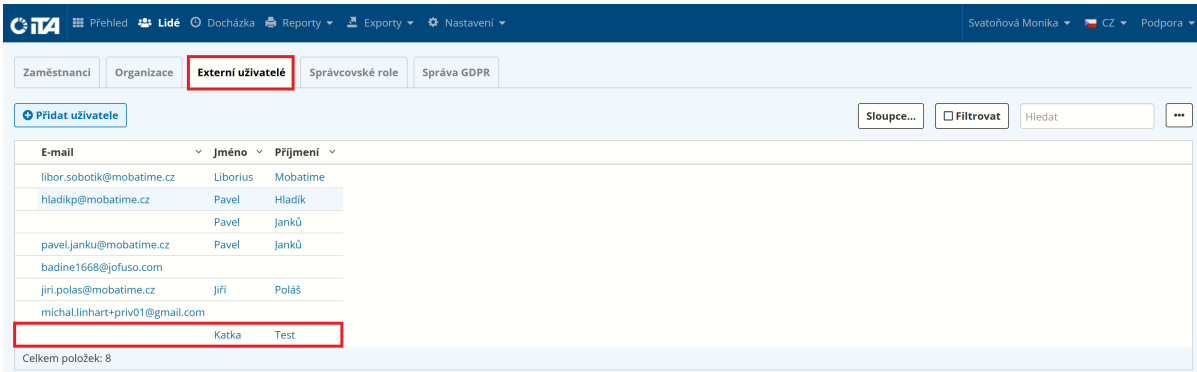 iTA Přehled Lidé Docházka Reporty Exporty Nastavení Svatoňová Monika CZ Podpora
Zaměstnanci Organizace Externí uživatelé Správcovské role Správa GDPR
Přidat uživatele Sloupce... Filtrovat Hledat ...
E-mail Jméno Příjmení
libor.sobotik@mobatime.cz Liborius Mobatime
hladikp@mobatime.cz Pavel Hladík
Pavel Janků
pavel.janku@mobatime.cz Pavel Janků
badine1668@jofuso.com
jiri.polas@mobatime.cz Jiří Poláš
michal.linhart+priv01@gmail.com
Katka Test
Celkem položek: 8